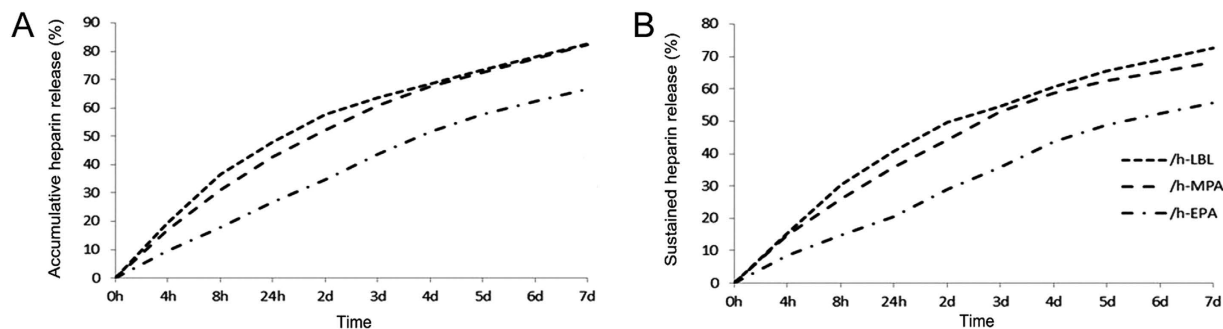 A
Accumulative heparin release (%)
90
80
70
60
50
40
30
20
10
0
0h 4h 8h 24h 2d 3d 4d 5d 6d 7d
Time
B
Sustained heparin release (%)
80
70
60
50
40
30
20
10
0
0h 4h 8h 24h 2d 3d 4d 5d 6d 7d
Time
/h-LBL
/h-MPA
/h-EPA